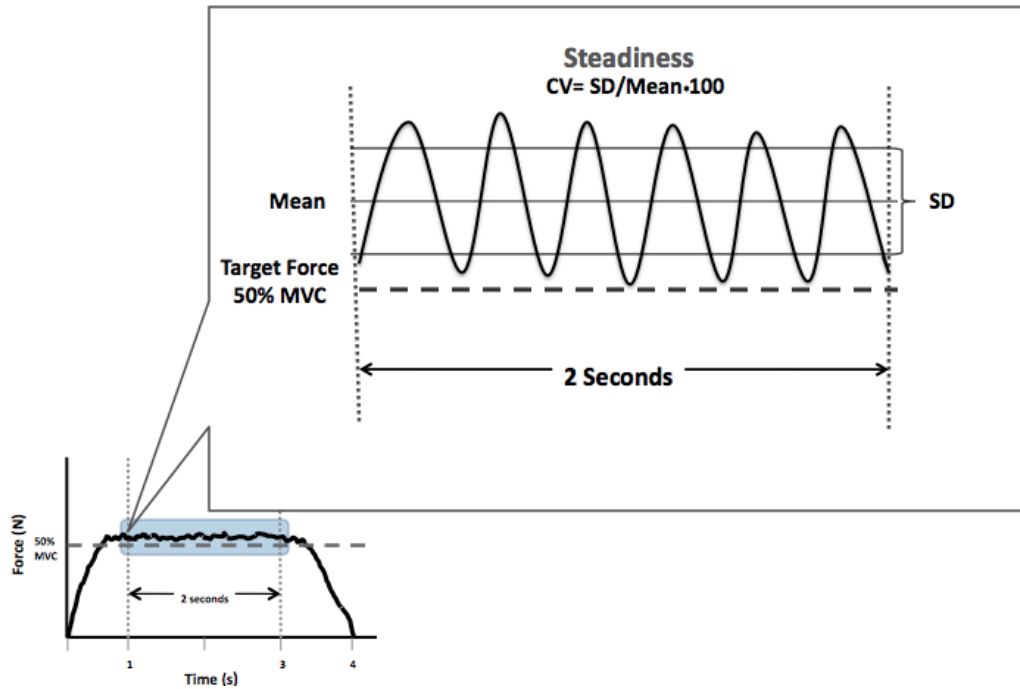 Steadiness
CV= SD/Mean•100
Mean
SD
Target Force
50% MVC
2 Seconds
Force (N)
50%
MVC
2 seconds
1
3
4
Time (s)